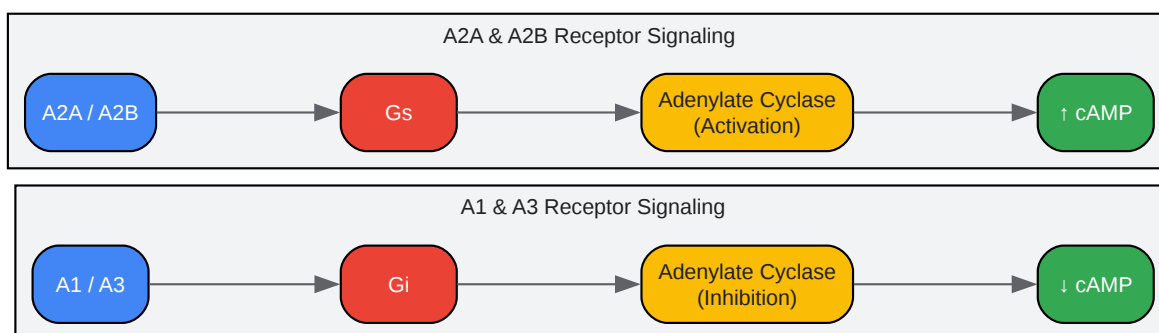 A2A & A2B Receptor Signaling
A2A / A2B
Gs
Adenylate Cyclase
(Activation)
↑ cAMP
A1 & A3 Receptor Signaling
A1 / A3
Gi
Adenylate Cyclase
(Inhibition)
↓ cAMP